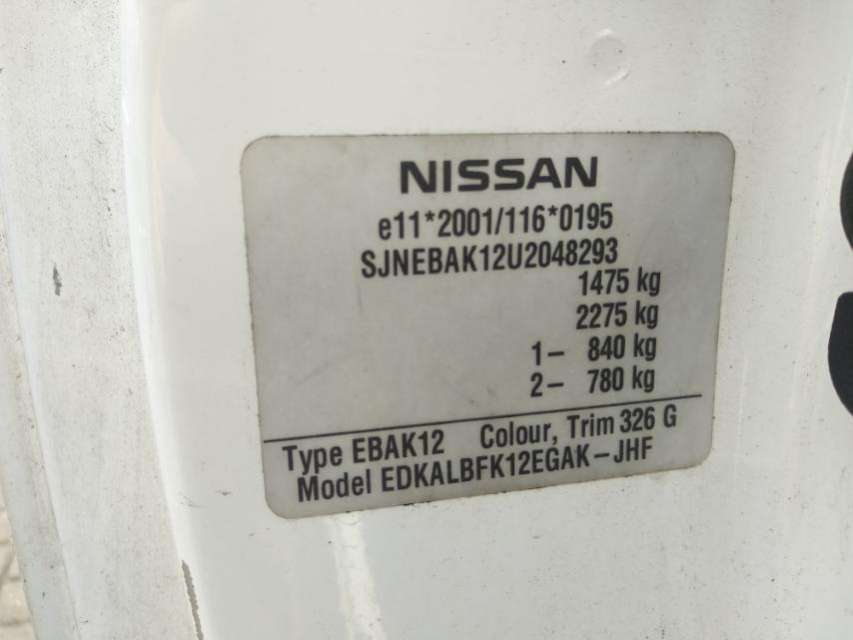 NISSAN
e11*2001/116*0195
SJNEBAK12U2048293
1475 kg
2275 kg
1– 840 kg
2– 780 kg
Type EBAK12 Colour, Trim 326 G
Model EDKALBFK12EGAK–JHF